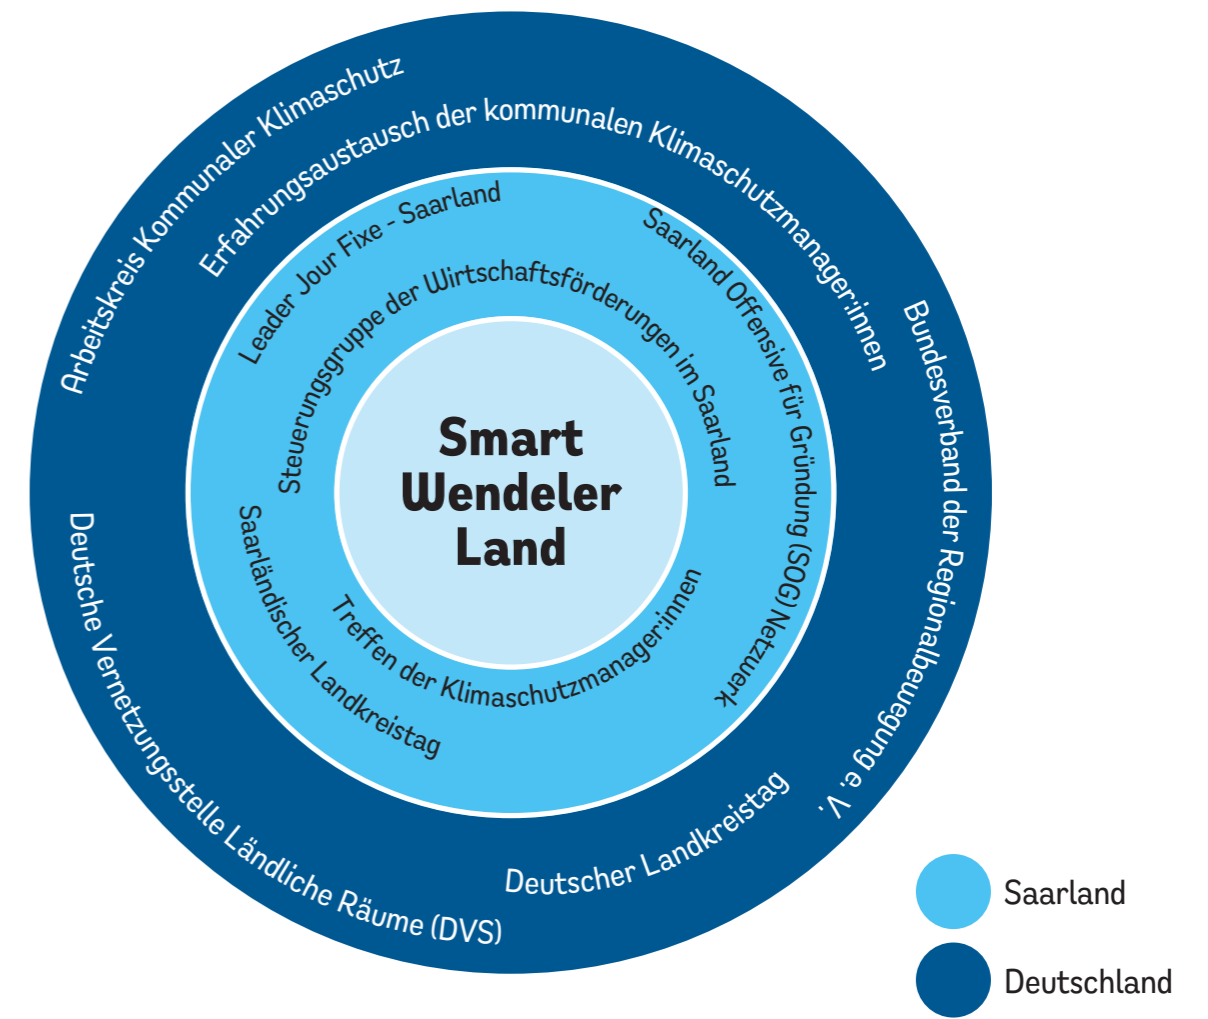 Arbeitskreis Kommunaler Klimaschutz
Erfahrungsaustausch der kommunalen Klimaschutzmanager:innen
Bundesverband der Regionalbewegung e. V.
Deutscher Landkreistag
Deutsche Vernetzungsstelle Ländliche Räume (DVS)
Leader Jour Fixe - Saarland
Saarland Offensive für Gründung (SOG) Netzwerk
Steuerungsgruppe der Wirtschaftsförderungen im Saarland
Saarländischer Landkreistag
Treffen der Klimaschutzmanager:innen
Smart
Wendeler
Land
Saarland
Deutschland